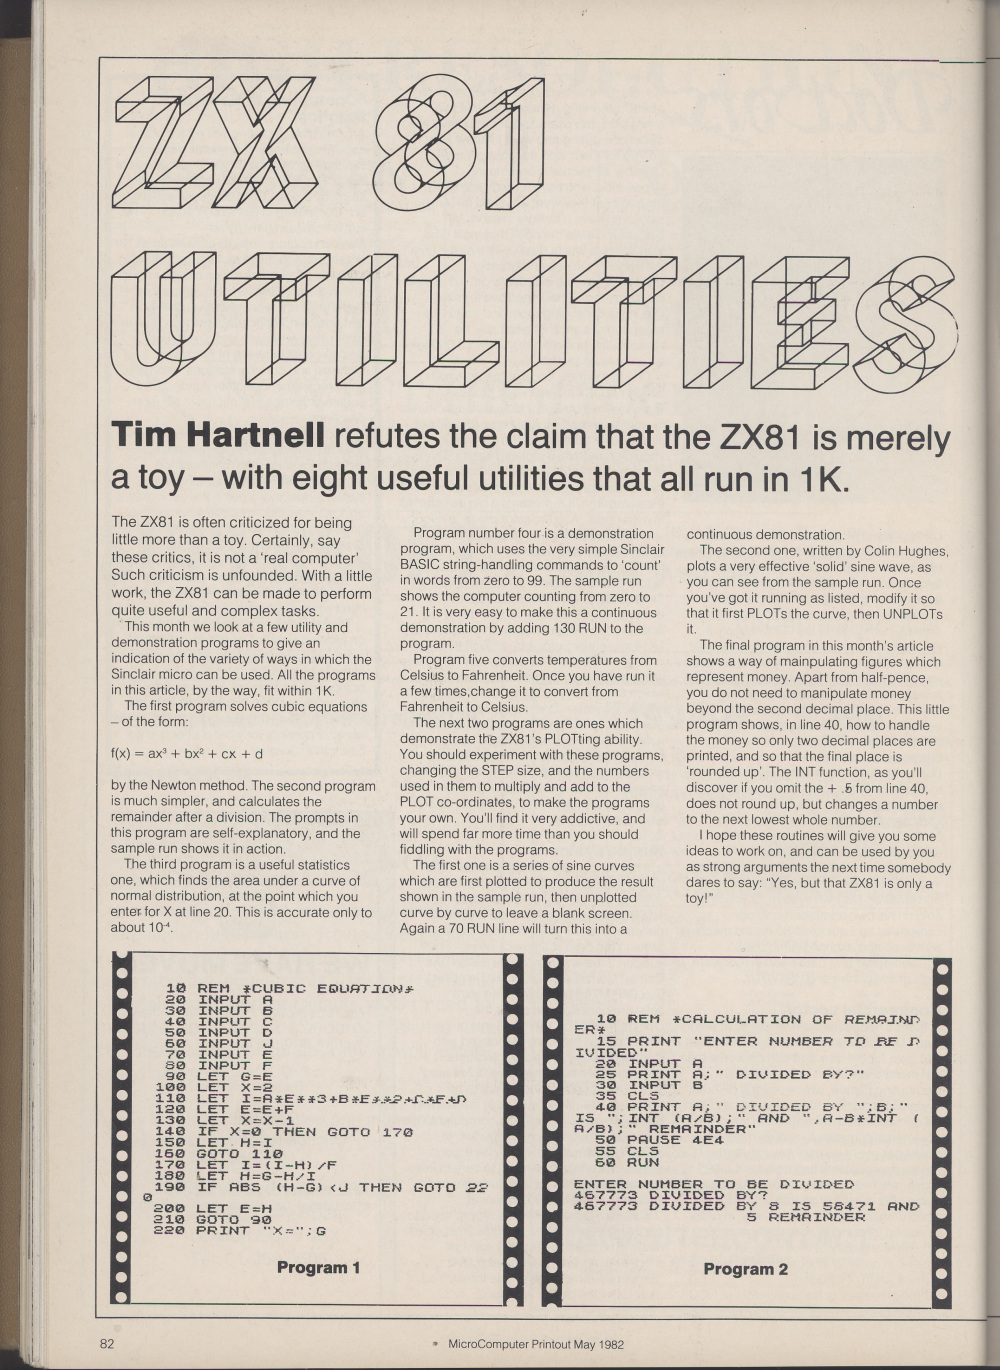 ZX 81
UTILITIES
Tim Hartnell refutes the claim that the ZX81 is merely
a toy – with eight useful utilities that all run in 1K.
The ZX81 is often criticized for being
little more than a toy. Certainly, say
these critics, it is not a 'real computer'
Such criticism is unfounded. With a little
work, the ZX81 can be made to perform
quite useful and complex tasks.
This month we look at a few utility and
demonstration programs to give an
indication of the variety of ways in which the
Sinclair micro can be used. All the programs
in this article, by the way, fit within 1K.
The first program solves cubic equations
– of the form:
f(x) = ax³ + bx² + cx + d
by the Newton method. The second program
is much simpler, and calculates the
remainder after a division. The prompts in
this program are self-explanatory, and the
sample run shows it in action.
The third program is a useful statistics
one, which finds the area under a curve of
normal distribution, at the point which you
enter for X at line 20. This is accurate only to
about 10⁻⁴.
Program number four is a demonstration
program, which uses the very simple Sinclair
BASIC string-handling commands to 'count'
in words from zero to 99. The sample run
shows the computer counting from zero to
21. It is very easy to make this a continuous
demonstration by adding 130 RUN to the
program.
Program five converts temperatures from
Celsius to Fahrenheit. Once you have run it
a few times,change it to convert from
Fahrenheit to Celsius.
The next two programs are ones which
demonstrate the ZX81's PLOTting ability.
You should experiment with these programs,
changing the STEP size, and the numbers
used in them to multiply and add to the
PLOT co-ordinates, to make the programs
your own. You'll find it very addictive, and
will spend far more time than you should
fiddling with the programs.
The first one is a series of sine curves
which are first plotted to produce the result
shown in the sample run, then unplotted
curve by curve to leave a blank screen.
Again a 70 RUN line will turn this into a
continuous demonstration.
The second one, written by Colin Hughes,
plots a very effective 'solid' sine wave, as
you can see from the sample run. Once
you've got it running as listed, modify it so
that it first PLOTs the curve, then UNPLOTs
it.
The final program in this month's article
shows a way of mainpulating figures which
represent money. Apart from half-pence,
you do not need to manipulate money
beyond the second decimal place. This little
program shows, in line 40, how to handle
the money so only two decimal places are
printed, and so that the final place is
'rounded up'. The INT function, as you'll
discover if you omit the + .5 from line 40,
does not round up, but changes a number
to the next lowest whole number.
I hope these routines will give you some
ideas to work on, and can be used by you
as strong arguments the next time somebody
dares to say: "Yes, but that ZX81 is only a
toy!"
10 REM *CUBIC EQUATION*
20 INPUT A
30 INPUT B
40 INPUT C
50 INPUT D
60 INPUT J
70 INPUT E
80 INPUT F
90 LET G=E
100 LET X=2
110 LET I=A*E**3+B*E**2+C*E+D
120 LET E=E+F
130 LET X=X-1
140 IF X=0 THEN GOTO 170
150 LET H=I
160 GOTO 110
170 LET I=(I-H)/F
180 LET H=G-H/I
190 IF ABS (H-G)<J THEN GOTO 22
0
200 LET E=H
210 GOTO 90
220 PRINT "X=";G
Program 1
10 REM *CALCULATION OF REMAIND
ER*
15 PRINT "ENTER NUMBER TO BE D
IVIDED"
20 INPUT A
25 PRINT A;" DIVIDED BY?"
30 INPUT B
35 CLS
40 PRINT A;" DIVIDED BY ";B;"
IS ";INT (A/B);" AND ",A-B*INT (
A/B);" REMAINDER"
50 PAUSE 4E4
55 CLS
60 RUN
ENTER NUMBER TO BE DIVIDED
467773 DIVIDED BY?
467773 DIVIDED BY 8 IS 58471 AND
5 REMAINDER
Program 2
82
MicroComputer Printout May 1982